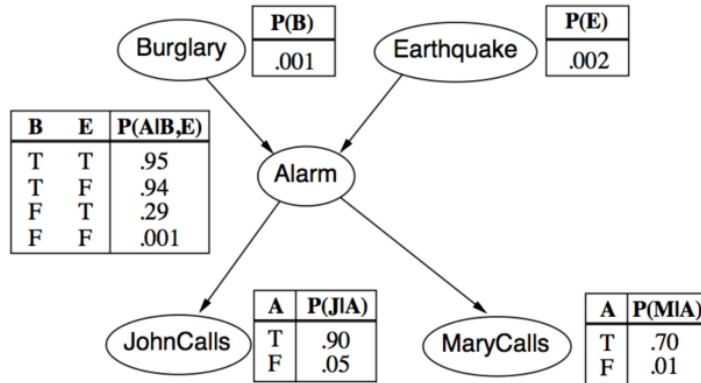 Burglary
P(B)
.001
Earthquake
P(E)
.002
B E P(A|B,E)
T T .95
T F .94
F T .29
F F .001
Alarm
JohnCalls
A P(J|A)
T .90
F .05
MaryCalls
A P(M|A)
T .70
F .01